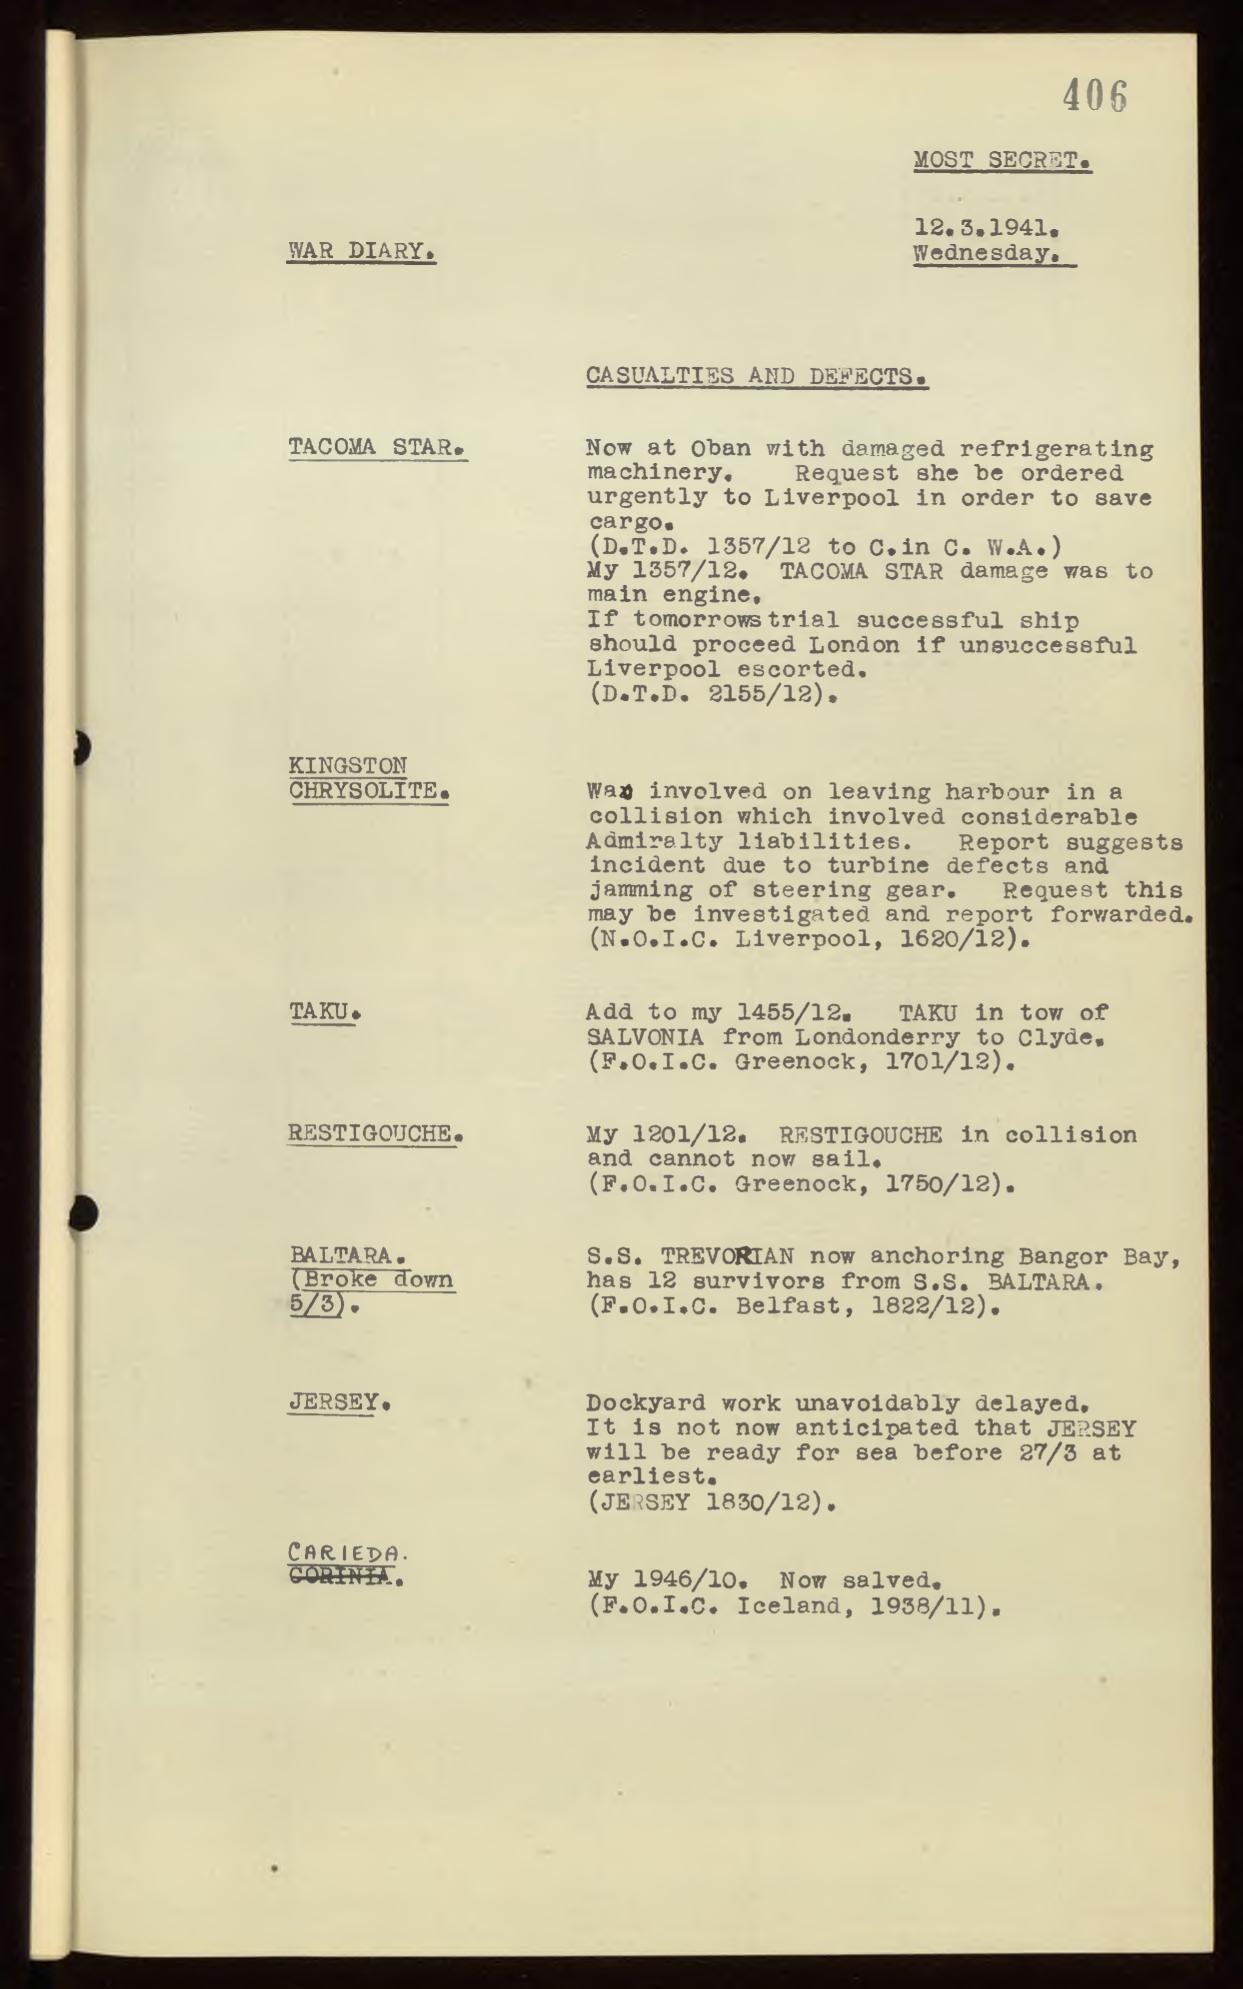 406
MOST SECRET.
12.3.1941.
Wednesday.
WAR DIARY.
CASUALTIES AND DEFECTS.
TACOMA STAR.
Now at Oban with damaged refrigerating
machinery. Request she be ordered
urgently to Liverpool in order to save
cargo.
(D.T.D. 1357/12 to C.in C. W.A.)
My 1357/12. TACOMA STAR damage was to
main engine.
If tomorrows trial successful ship
should proceed London if unsuccessful
Liverpool escorted.
(D.T.D. 2155/12).
KINGSTON
CHRYSOLITE.
Was involved on leaving harbour in a
collision which involved considerable
Admiralty liabilities. Report suggests
incident due to turbine defects and
jamming of steering gear. Request this
may be investigated and report forwarded.
(N.O.I.C. Liverpool, 1620/12).
TAKU.
Add to my 1455/12. TAKU in tow of
SALVONIA from Londonderry to Clyde.
(F.O.I.C. Greenock, 1701/12).
RESTIGOUCHE.
My 1201/12. RESTIGOUCHE in collision
and cannot now sail.
(F.O.I.C. Greenock, 1750/12).
BALTARA.
(Broke down
5/3).
S.S. TREVORIAN now anchoring Bangor Bay,
has 12 survivors from S.S. BALTARA.
(F.O.I.C. Belfast, 1822/12).
JERSEY.
Dockyard work unavoidably delayed.
It is not now anticipated that JERSEY
will be ready for sea before 27/3 at
earliest.
(JERSEY 1830/12).
CARIEDA.
CORINIA.
My 1946/10. Now salved.
(F.O.I.C. Iceland, 1938/11).